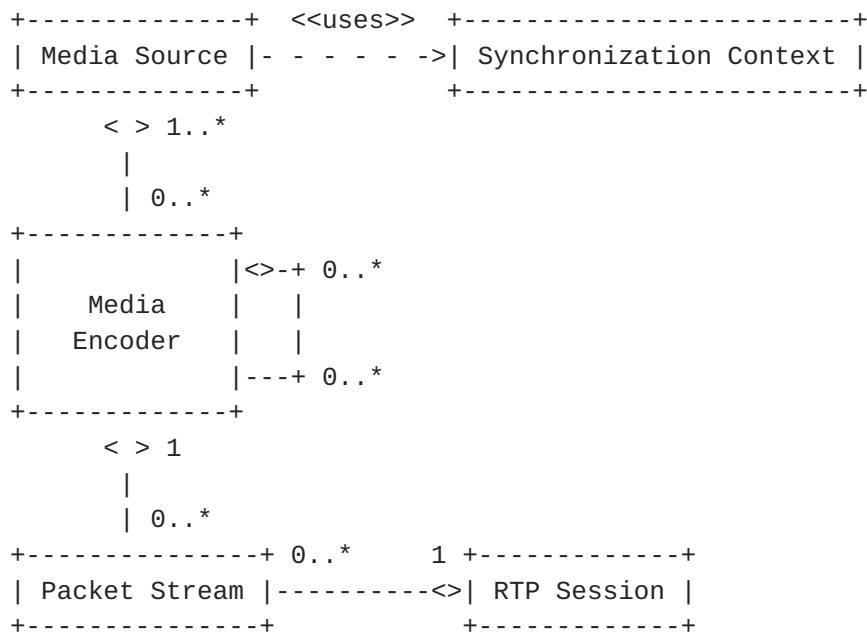 +--------------+  <<uses>>  +-------------------------+
| Media Source |- - - - - ->| Synchronization Context |
+--------------+            +-------------------------+
      < > 1..*
       |
       | 0..*
+-------------+
|             |<>-+ 0..*
|    Media    |   |
|   Encoder   |   |
|             |---+ 0..*
+-------------+
      < > 1
       |
       | 0..*
+---------------+ 0..*     1 +-------------+
| Packet Stream |----------<>| RTP Session |
+---------------+            +-------------+